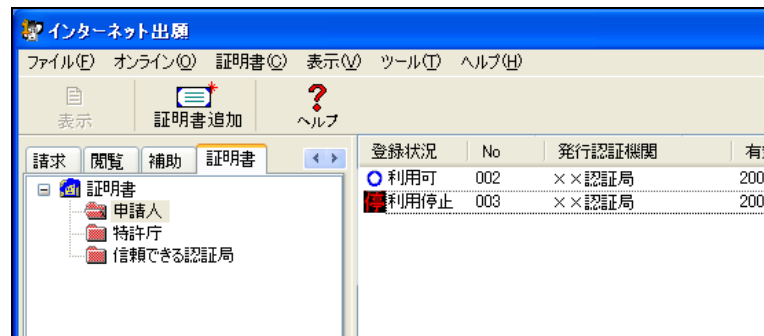 インターネット出願
ファイル(F) オンライン(O) 証明書(C) 表示(V) ツール(T) ヘルプ(H)
表示 証明書追加 ヘルプ
請求 閲覧 補助 証明書
登録状況 No 発行認証機関 有
利用可 002 ××認証局 200
停 利用停止 003 ××認証局 200
証明書
申請人
特許庁
信頼できる認証局